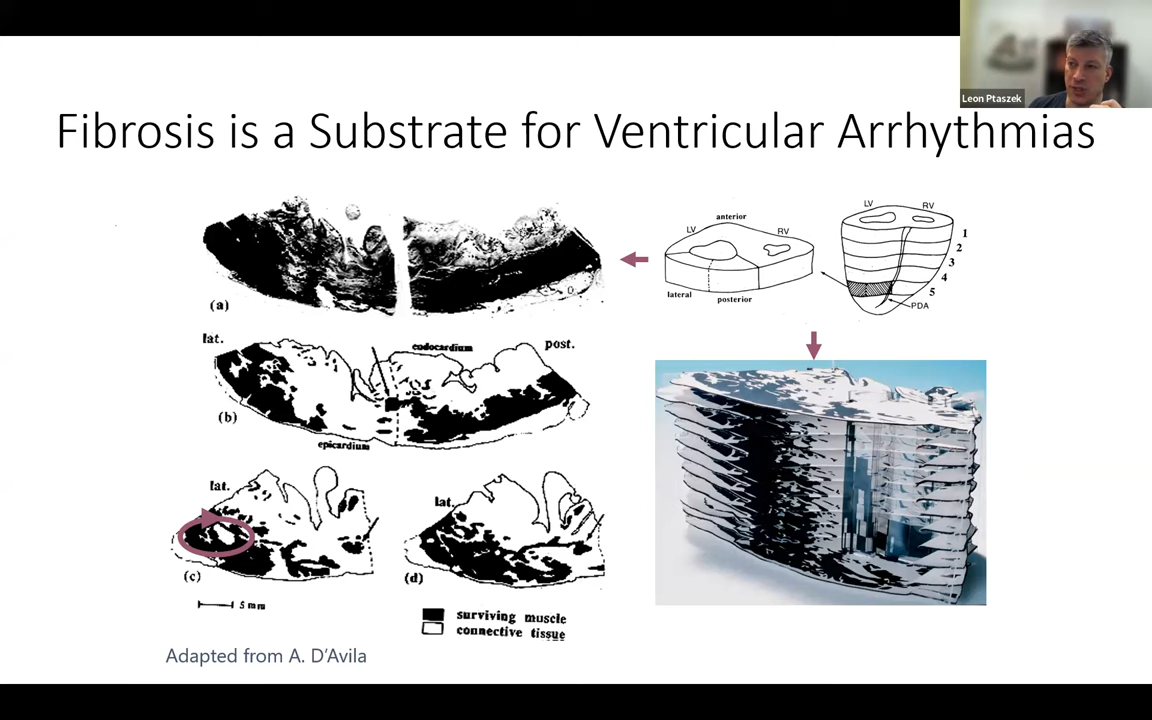 Leon Ptaszek
Fibrosis is a Substrate for Ventricular Arrhythmias
(a)
lat.
endocardium
post.
(b)
epicardium
lat.
(c)
lat.
(d)
5 mm
surviving muscle
connective tissue
anterior
LV
RV
lateral
posterior
LV
RV
1
2
3
4
5
PDA
Adapted from A. D'Avila